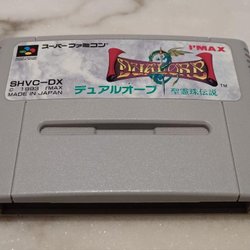 スーパーファミコン
I'MAX
SHVC-DX
© 1993 I'MAX
MADE IN JAPAN
DUAL ORB
デュアルオーブ
聖霊珠伝説
TM